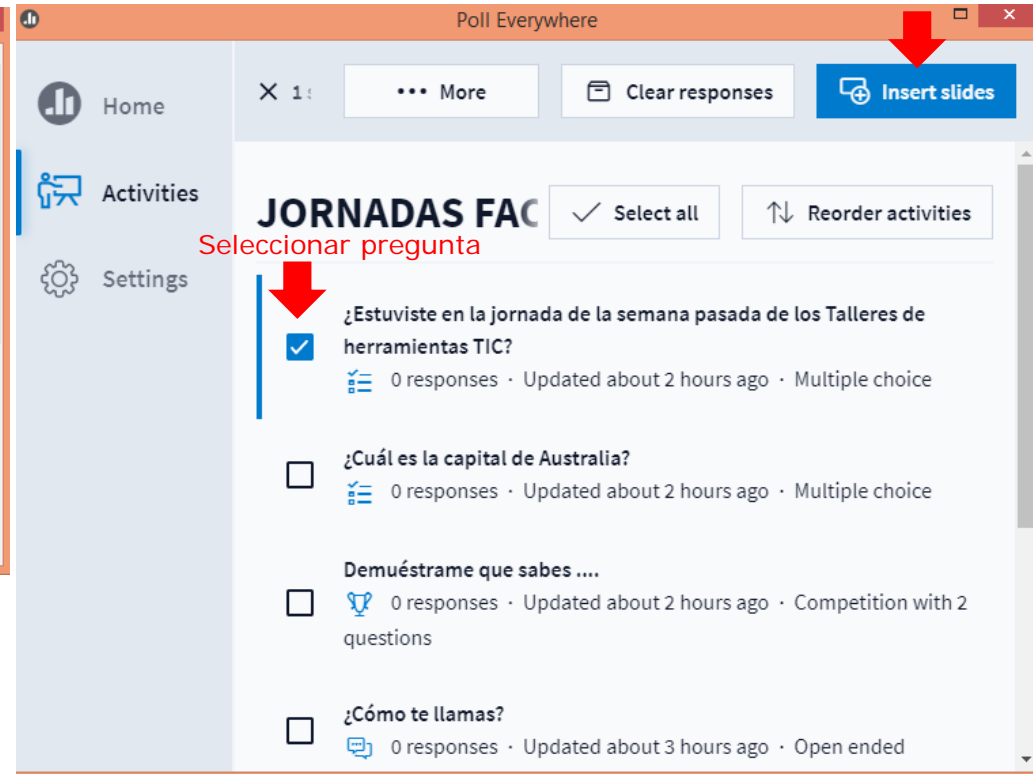 Poll Everywhere
Home
1
More
Clear responses
Insert slides
Activities
JORNADAS FAC
Select all
Reorder activities
Seleccionar pregunta
Settings
¿Estuviste en la jornada de la semana pasada de los Talleres de
herramientas TIC?
0 responses · Updated about 2 hours ago · Multiple choice
¿Cuál es la capital de Australia?
0 responses · Updated about 2 hours ago · Multiple choice
Demuéstrame que sabes ....
0 responses · Updated about 2 hours ago · Competition with 2
questions
¿Cómo te llamas?
0 responses · Updated about 3 hours ago · Open ended